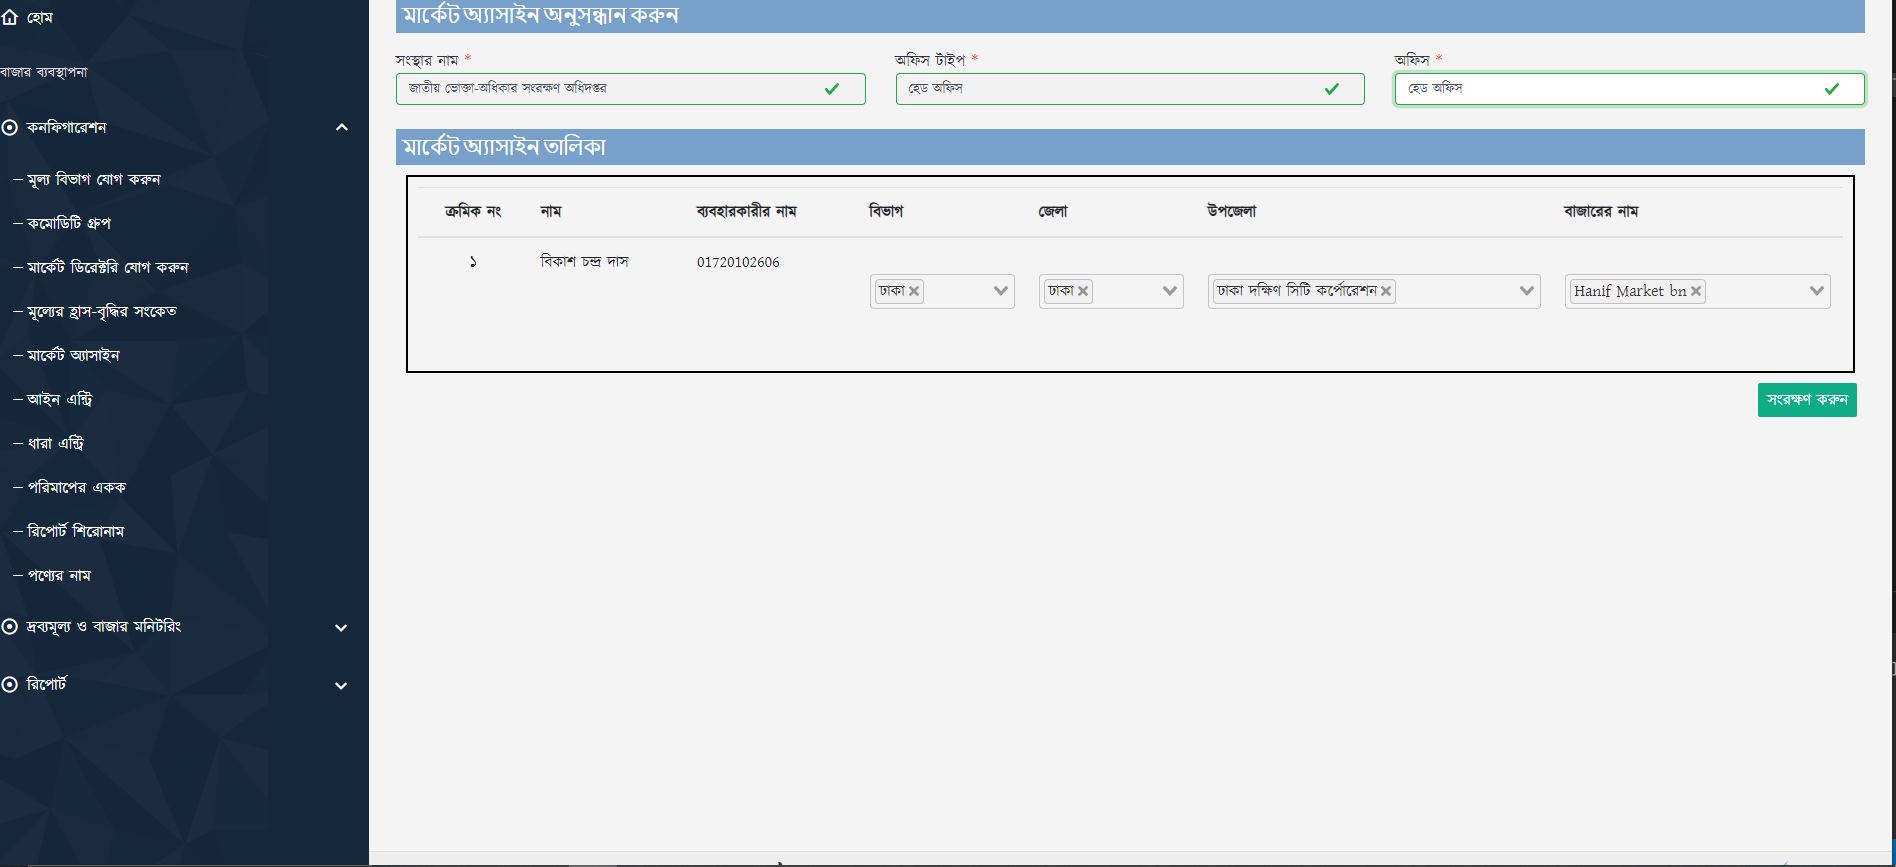 হোম
বাজার ব্যবস্থাপনা
কনফিগারেশন
– মূল্য বিভাগ যোগ করুন
– কমোডিটি গ্রুপ
– মার্কেট ডিরেক্টরি যোগ করুন
– মূল্যের হ্রাস-বৃদ্ধির সংকেত
– মার্কেট অ্যাসাইন
– আইন এন্ট্রি
– ধারা এন্ট্রি
– পরিমাপের একক
– রিপোর্ট শিরোনাম
– পণ্যের নাম
দ্রব্যমূল্য ও বাজার মনিটরিং
রিপোর্ট
মার্কেট অ্যাসাইন অনুসন্ধান করুন
সংস্থার নাম * অফিস টাইপ * অফিস *
জাতীয় ভোক্তা-অধিকার সংরক্ষণ অধিদপ্তর হেড অফিস হেড অফিস
মার্কেট অ্যাসাইন তালিকা
ক্রমিক নং নাম ব্যবহারকারীর নাম বিভাগ জেলা উপজেলা বাজারের নাম
১ বিকাশ চন্দ্র দাস 01720102606
ঢাকা ঢাকা ঢাকা দক্ষিণ সিটি কর্পোরেশন Hanif Market bn
সংরক্ষণ করুন